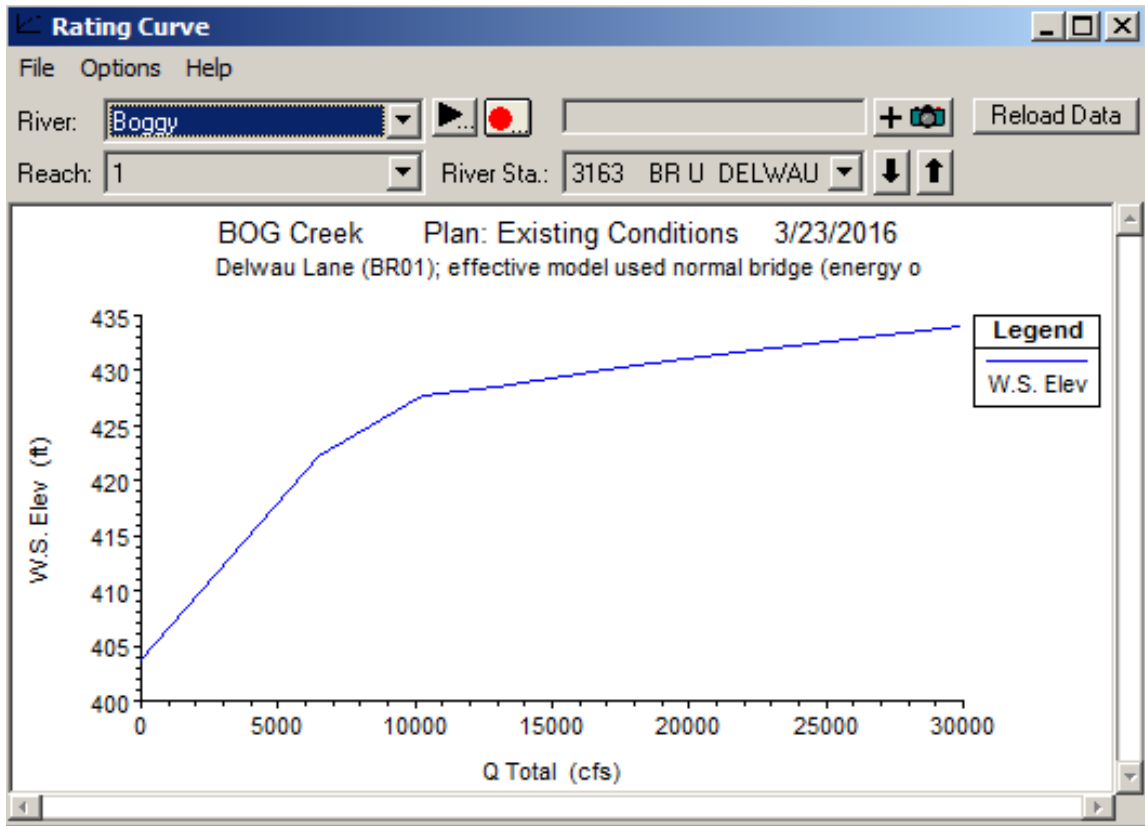 Rating Curve
File Options Help
River: Boggy Reload Data
Reach: 1 River Sta.: 3163 BR U DELWAU
BOG Creek Plan: Existing Conditions 3/23/2016
Delwau Lane (BR01); effective model used normal bridge (energy o
435
430
425
420
415
410
405
400
W.S. Elev (ft)
0 5000 10000 15000 20000 25000 30000
Q Total (cfs)
Legend
W.S. Elev